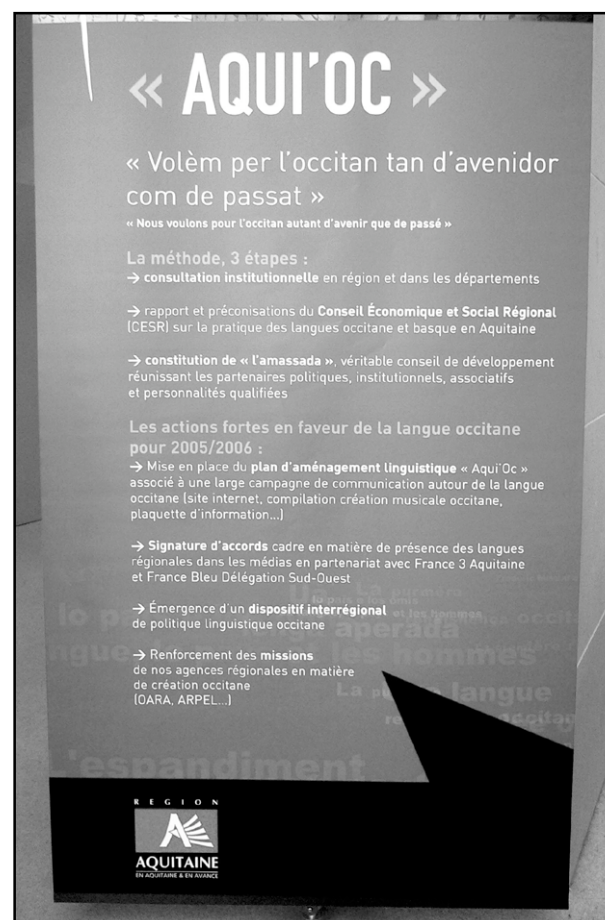 « AQUI'OC »
« Volèm per l'occitan tan d'avenidor
com de passat »
« Nous voulons pour l'occitan autant d'avenir que de passé »
La méthode, 3 étapes :
→ consultation institutionnelle en région et dans les départements
→ rapport et préconisations du Conseil Économique et Social Régional
(CESR) sur la pratique des langues occitane et basque en Aquitaine
→ constitution de « l'amassada », véritable conseil de développement
réunissant les partenaires politiques, institutionnels, associatifs
et personnalités qualifiées
Les actions fortes en faveur de la langue occitane
pour 2005/2006 :
→ Mise en place du plan d'aménagement linguistique « Aqui'Oc »
associé à une large campagne de communication autour de la langue
occitane (site internet, compilation création musicale occitane,
plaquette d'information...)
→ Signature d'accords cadre en matière de présence des langues
régionales dans les médias en partenariat avec France 3 Aquitaine
et France Bleu Délégation Sud-Ouest
→ Émergence d'un dispositif interrégional
de politique linguistique occitane
→ Renforcement des missions
de nos agences régionales en matière
de création occitane
(OARA, ARPEL...)
aperada
les hommes
La langue
l'espandiment
REGION
AQUITAINE
EN AQUITAINE & EN AVANCE